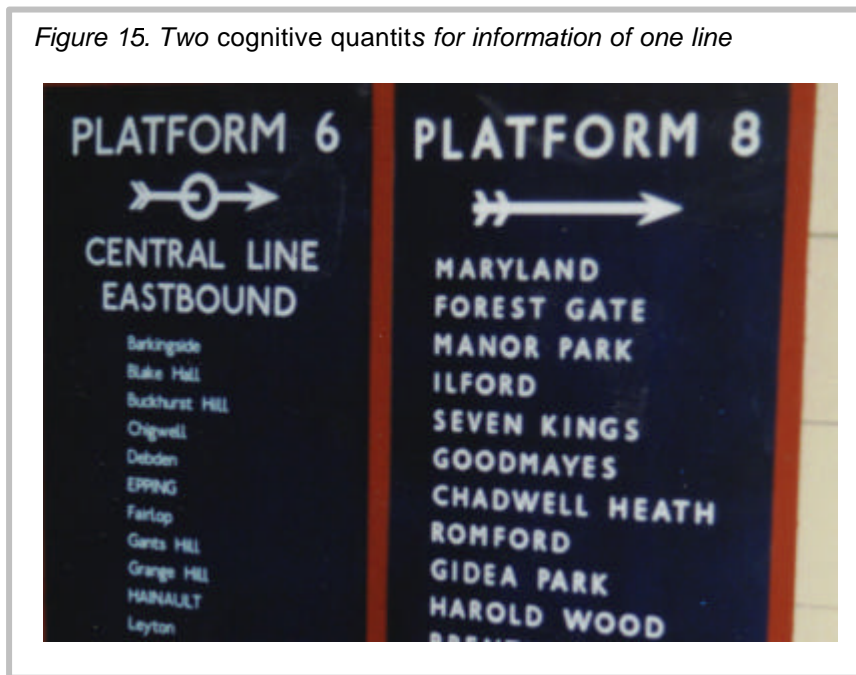 Figure 15. Two cognitive quantits for information of one line
PLATFORM 6
CENTRAL LINE
EASTBOUND
Barkingside
Blake Hall
Buckhurst Hill
Chigwell
Debden
EPPING
Fairlop
Gants Hill
Grange Hill
HAINAULT
Leyton
PLATFORM 8
MARYLAND
FOREST GATE
MANOR PARK
ILFORD
SEVEN KINGS
GOODMAYES
CHADWELL HEATH
ROMFORD
GIDEA PARK
HAROLD WOOD